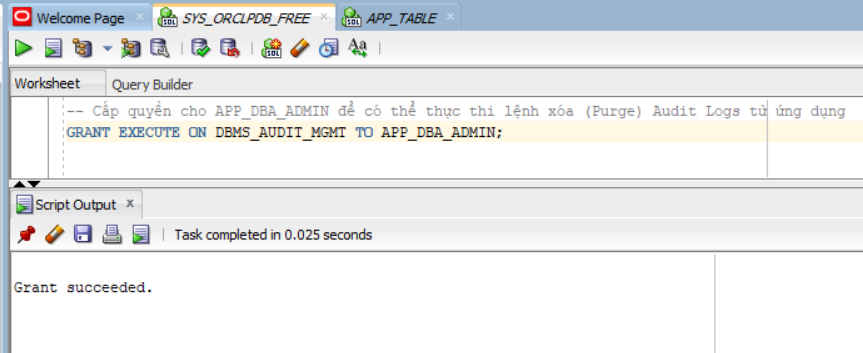 Welcome Page
SYS_ORCLPDB_FREE
APP_TABLE
Worksheet
Query Builder
-- Cấp quyền cho APP_DBA_ADMIN để có thể thực thi lệnh xóa (Purge) Audit Logs từ ứng dụng
GRANT EXECUTE ON DBMS_AUDIT_MGMT TO APP_DBA_ADMIN;
Script Output
Task completed in 0.025 seconds
Grant succeeded.